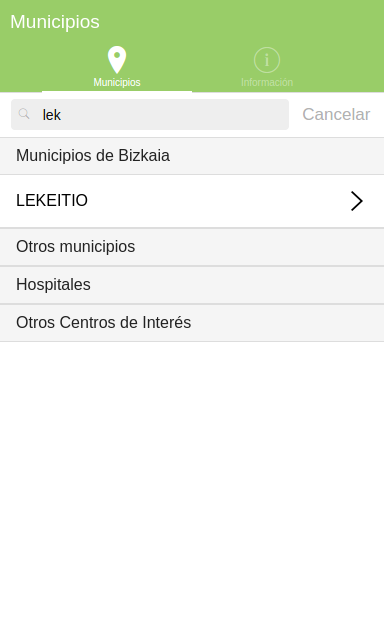 Municipios
Municipios
Información
lek
Cancelar
Municipios de Bizkaia
LEKEITIO
Otros municipios
Hospitales
Otros Centros de Interés